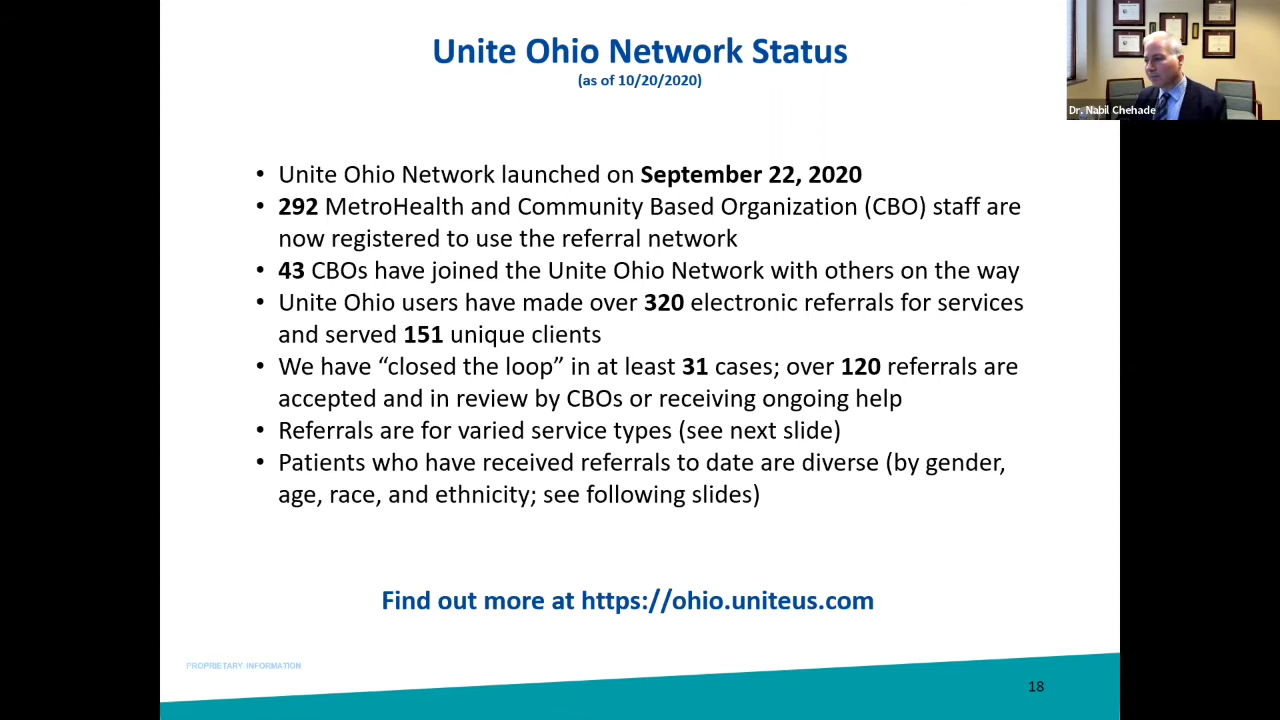 Unite Ohio Network Status
(as of 10/20/2020)
Dr. Nabil Chehade
• Unite Ohio Network launched on September 22, 2020
• 292 MetroHealth and Community Based Organization (CBO) staff are
now registered to use the referral network
• 43 CBOs have joined the Unite Ohio Network with others on the way
• Unite Ohio users have made over 320 electronic referrals for services
and served 151 unique clients
• We have “closed the loop” in at least 31 cases; over 120 referrals are
accepted and in review by CBOs or receiving ongoing help
• Referrals are for varied service types (see next slide)
• Patients who have received referrals to date are diverse (by gender,
age, race, and ethnicity; see following slides)
Find out more at https://ohio.uniteus.com
PROPRIETARY INFORMATION
18